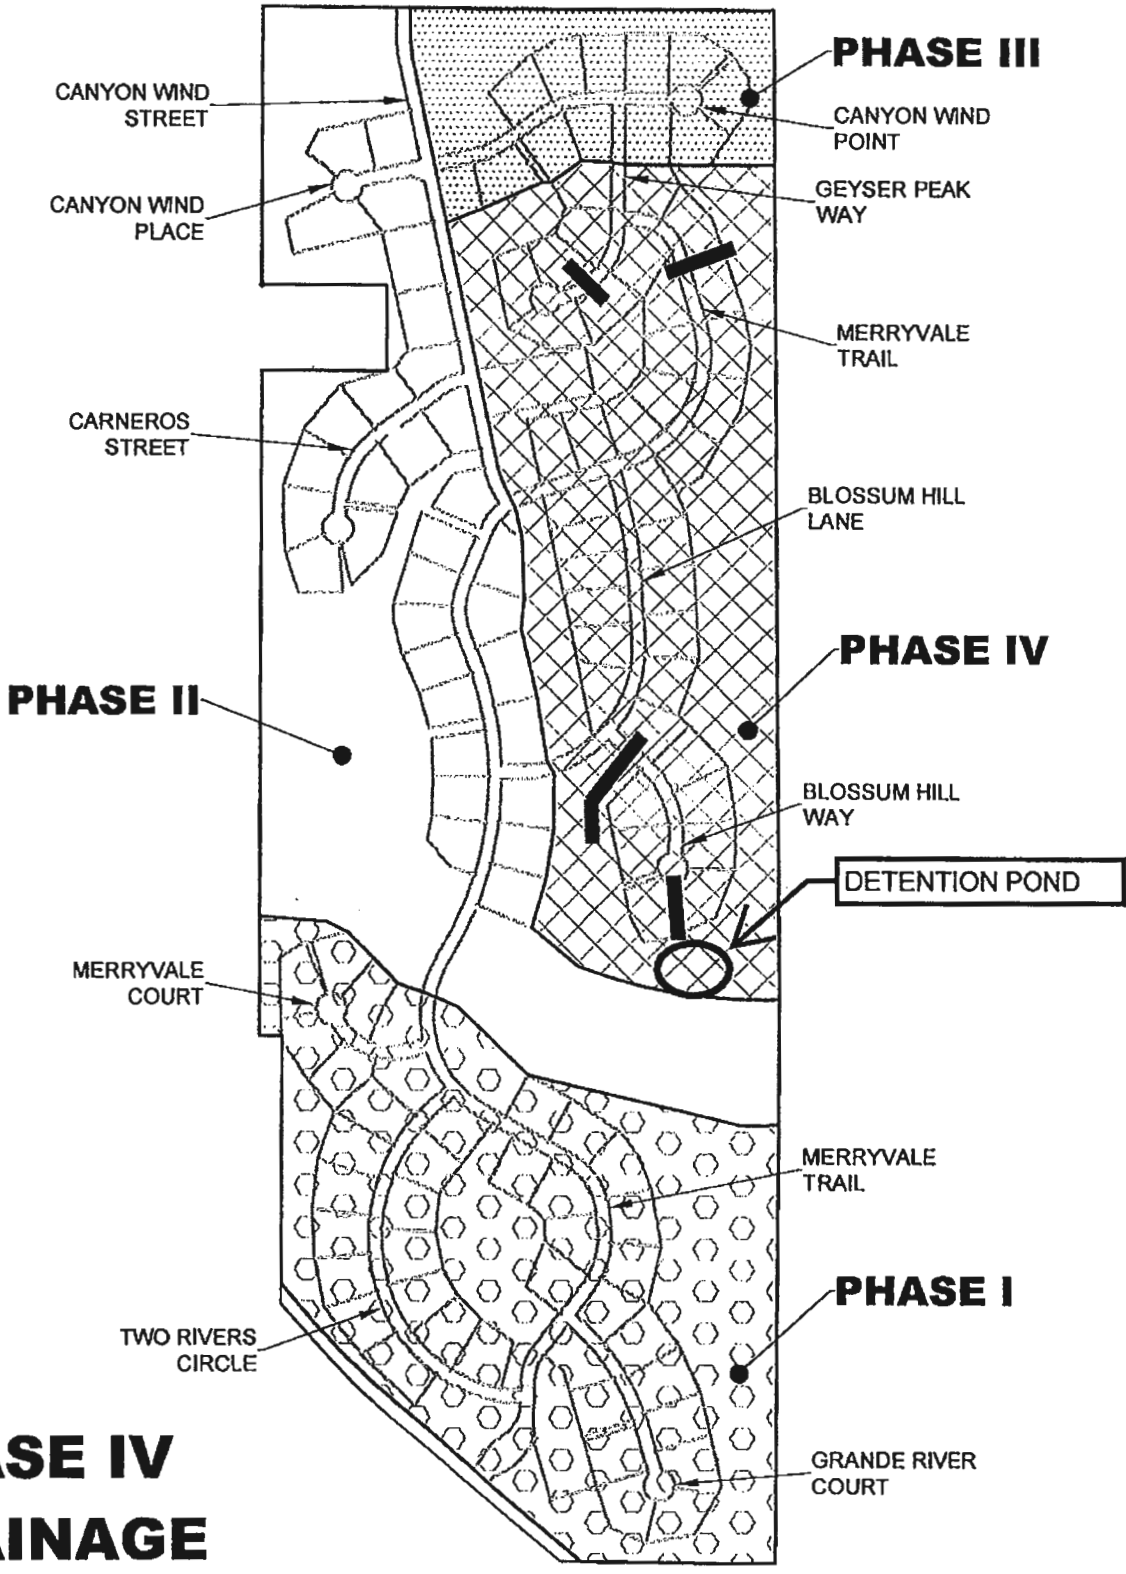 PHASE III
CANYON WIND
STREET
CANYON WIND
POINT
GEYSER PEAK
WAY
CANYON WIND
PLACE
MERRYVALE
TRAIL
CARNEROS
STREET
BLOSSUM HILL
LANE
PHASE IV
PHASE II
BLOSSUM HILL
WAY
DETENTION POND
MERRYVALE
COURT
MERRYVALE
TRAIL
PHASE I
TWO RIVERS
CIRCLE
ASE IV
GRANDE RIVER
COURT
AINAGE